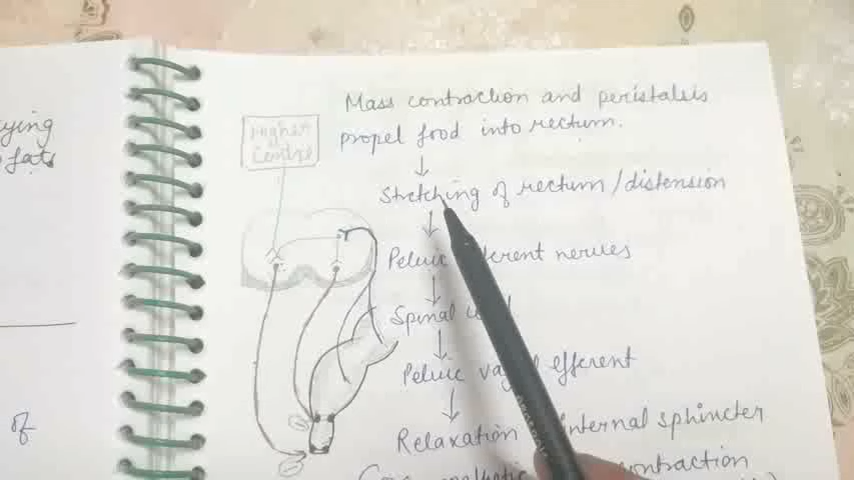 ying
fats
of
Higher
Centre
Mass contraction and peristalsis
propel food into rectum.
Stretching of rectum / distension
Pelvic nerves
Spinal
Pelvic efferent
Relaxation Internal sphincter
contraction